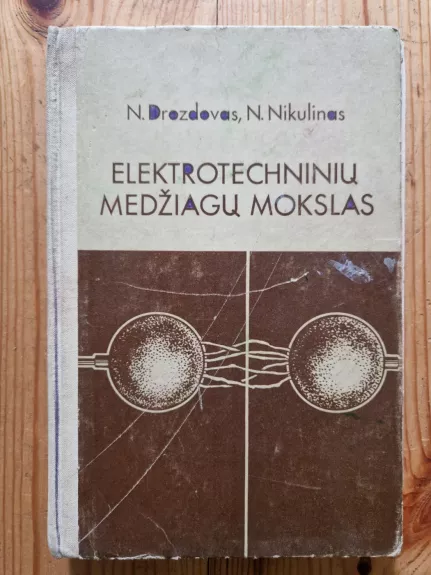 N. Drozdovas, N. Nikulinas
ELEKTROTECHNINIŲ
MEDŽIAGŲ MOKSLAS